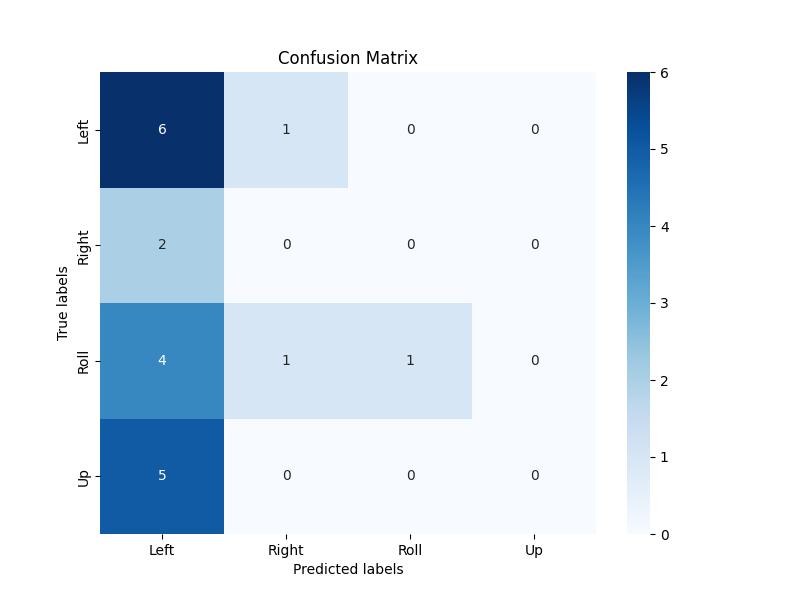 Confusion Matrix
True labels
Left 6 1 0 0
Right 2 0 0 0
Roll 4 1 1 0
Up 5 0 0 0
Left Right Roll Up
Predicted labels
6
5
4
3
2
1
0